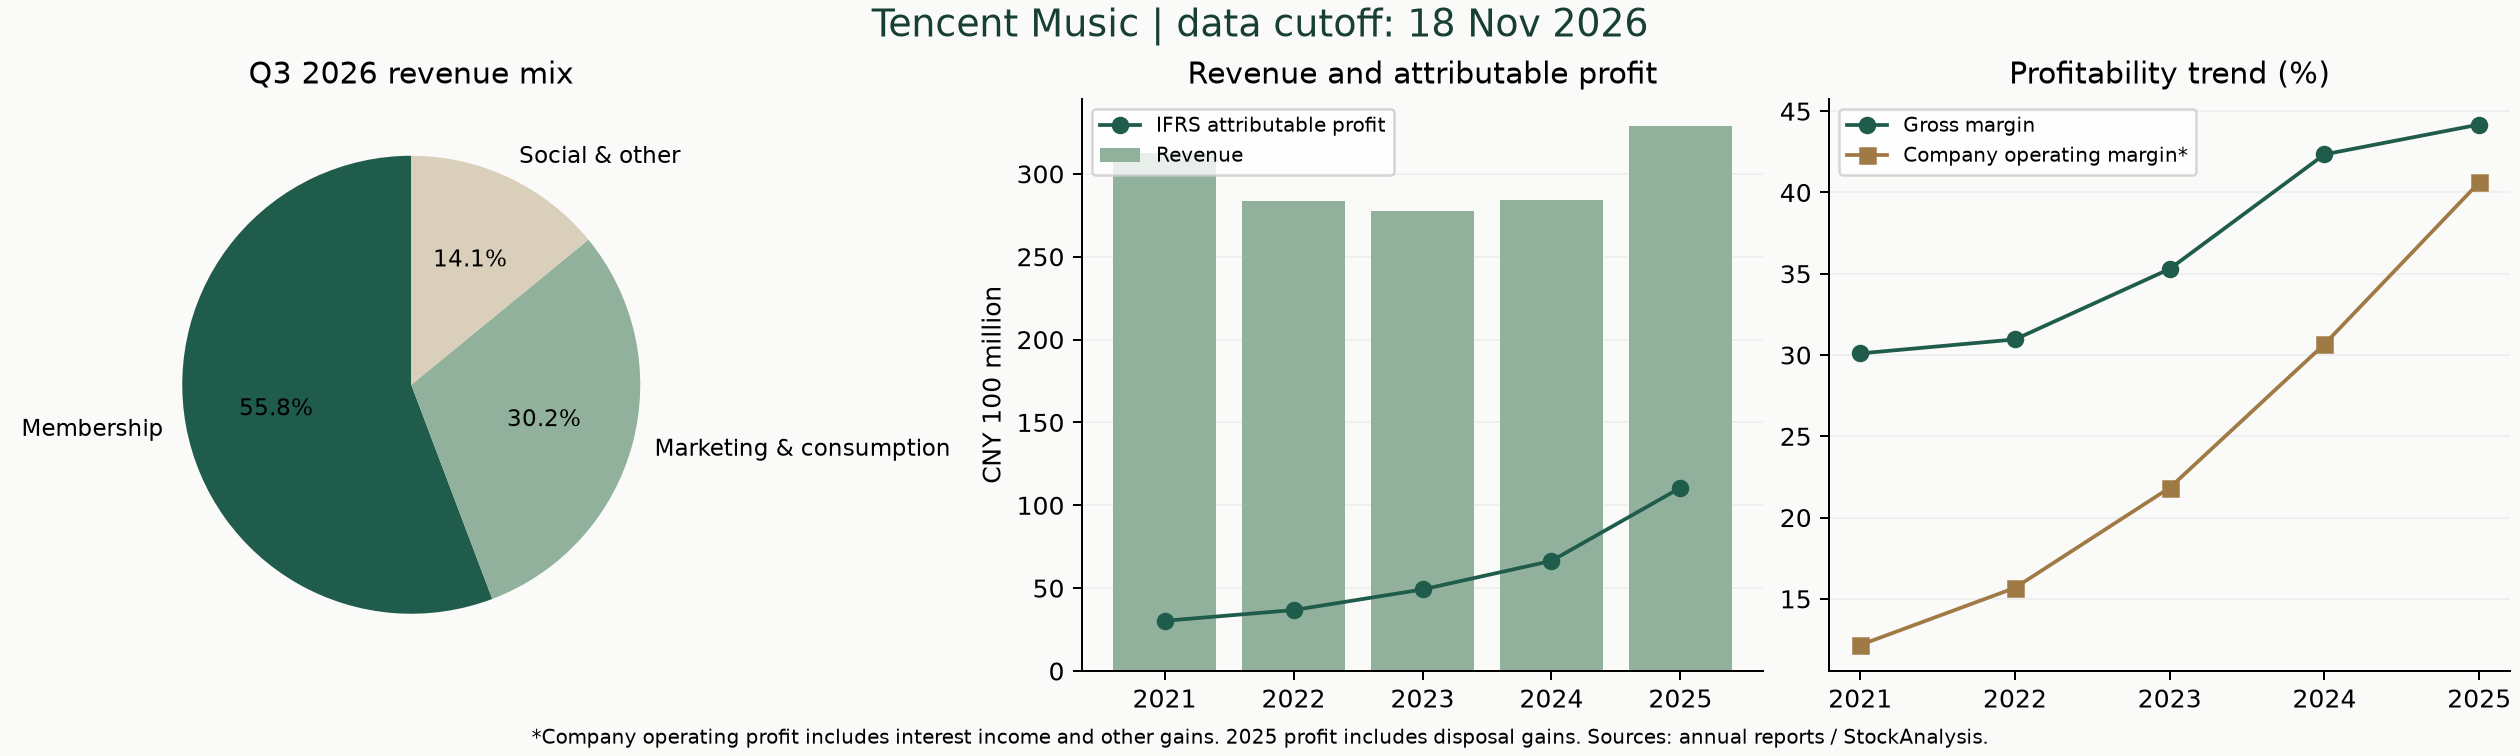 Tencent Music | data cutoff: 18 Nov 2026
Q3 2026 revenue mix
Social & other
14.1%
55.8%
30.2%
Membership
Marketing & consumption
Revenue and attributable profit
IFRS attributable profit
Revenue
CNY 100 million
300
250
200
150
100
50
0
2021 2022 2023 2024 2025
Profitability trend (%)
Gross margin
Company operating margin*
45
40
35
30
25
20
15
2021 2022 2023 2024 2025
*Company operating profit includes interest income and other gains. 2025 profit includes disposal gains. Sources: annual reports / StockAnalysis.